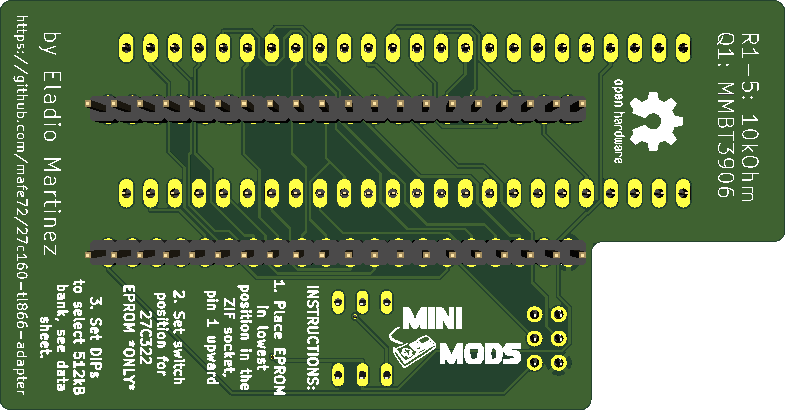 R1-5: 10kOhm
Q1: MMBT3906
open hardware
INSTRUCTIONS:
1. Place EPROM
in lowest
position in the
ZIF socket,
pin 1 upward
2. Set switch
position for
27C322
EPROM *ONLY*
3. Set DIPs
to select 512kB
bank, see data
sheet.
MINI
MODS
by Eladio Martinez
https://github.com/mafe72/27c160-tl866-adapter